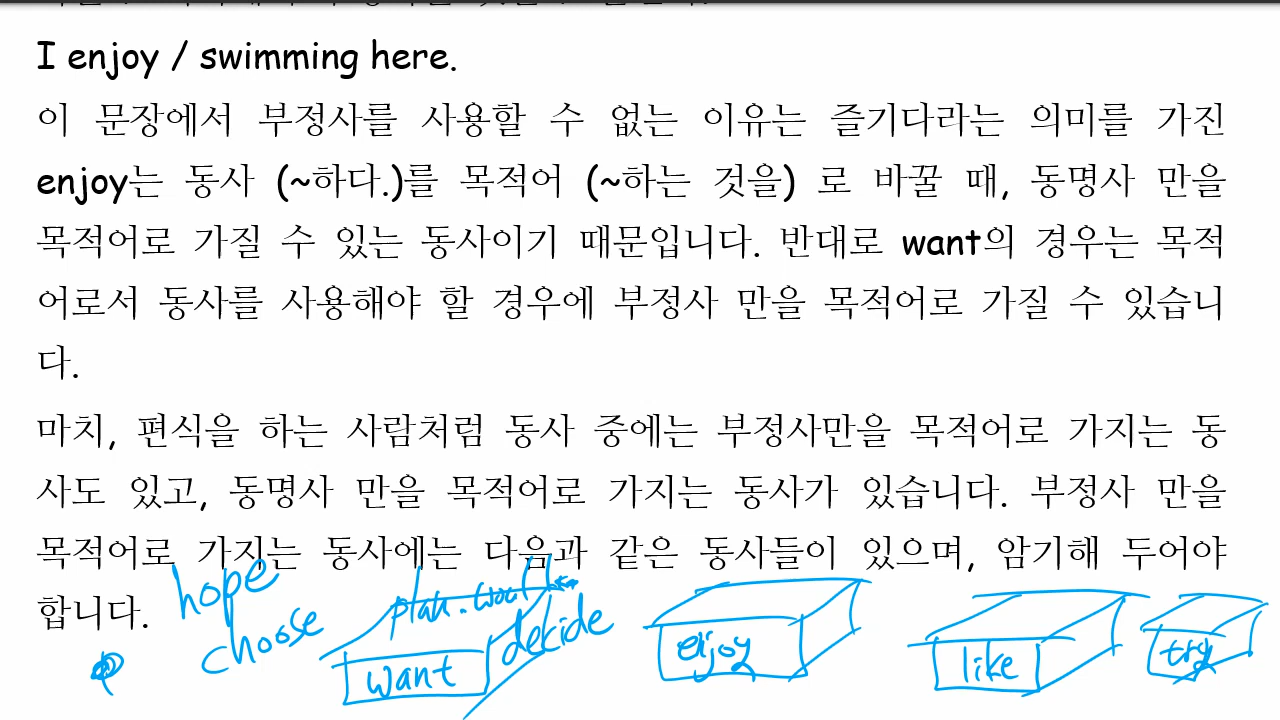 I enjoy / swimming here.
이 문장에서 부정사를 사용할 수 없는 이유는 즐기다라는 의미를 가진
enjoy는 동사 (~하다.)를 목적어 (~하는 것을) 로 바꿀 때, 동명사 만을
목적어로 가질 수 있는 동사이기 때문입니다. 반대로 want의 경우는 목적
어로서 동사를 사용해야 할 경우에 부정사 만을 목적어로 가질 수 있습니
다.
마치, 편식을 하는 사람처럼 동사 중에는 부정사만을 목적어로 가지는 동
사도 있고, 동명사 만을 목적어로 가지는 동사가 있습니다. 부정사 만을
목적어로 가지는 동사에는 다음과 같은 동사들이 있으며, 암기해 두어야
합니다.
hope
choose
plan.
decide
want
enjoy
like
try